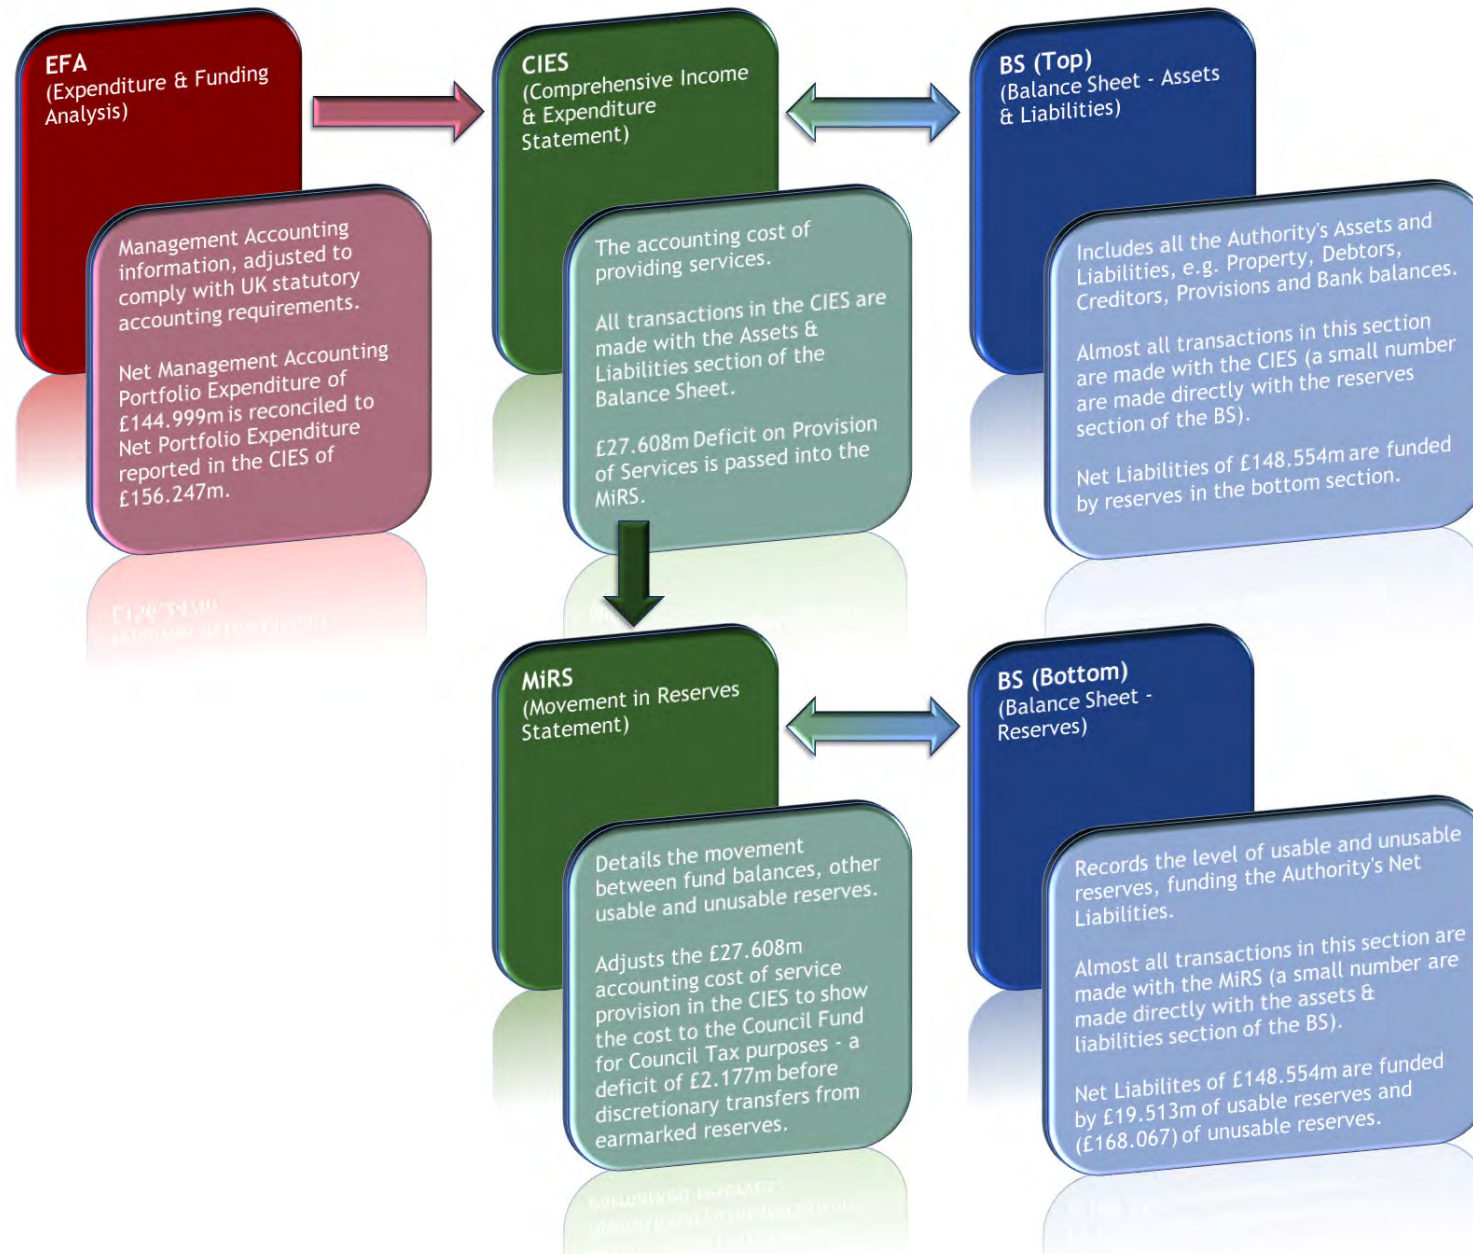 EFA
(Expenditure & Funding
Analysis)
Management Accounting
information, adjusted to
comply with UK statutory
accounting requirements.
Net Management Accounting
Portfolio Expenditure of
£144.999m is reconciled to
Net Portfolio Expenditure
reported in the CIES of
£156.247m.
CIES
(Comprehensive Income
& Expenditure
Statement)
The accounting cost of
providing services.
All transactions in the CIES are
made with the Assets &
Liabilities section of the
Balance Sheet.
£27.608m Deficit on Provision
of Services is passed into the
MiRS.
BS (Top)
(Balance Sheet - Assets
& Liabilities)
Includes all the Authority's Assets and
Liabilities, e.g. Property, Debtors,
Creditors, Provisions and Bank balances.
Almost all transactions in this section
are made with the CIES (a small number
are made directly with the reserves
section of the BS).
Net Liabilities of £148.554m are funded
by reserves in the bottom section.
MiRS
(Movement in Reserves
Statement)
Details the movement
between fund balances, other
usable and unusable reserves.
Adjusts the £27.608m
accounting cost of service
provision in the CIES to show
the cost to the Council Fund
for Council Tax purposes - a
deficit of £2.177m before
discretionary transfers from
earmarked reserves.
BS (Bottom)
(Balance Sheet -
Reserves)
Records the level of usable and unusable
reserves, funding the Authority's Net
Liabilities.
Almost all transactions in this section are
made with the MiRS (a small number are
made directly with the assets &
liabilities section of the BS).
Net Liabilites of £148.554m are funded
by £19.513m of usable reserves and
(£168.067) of unusable reserves.